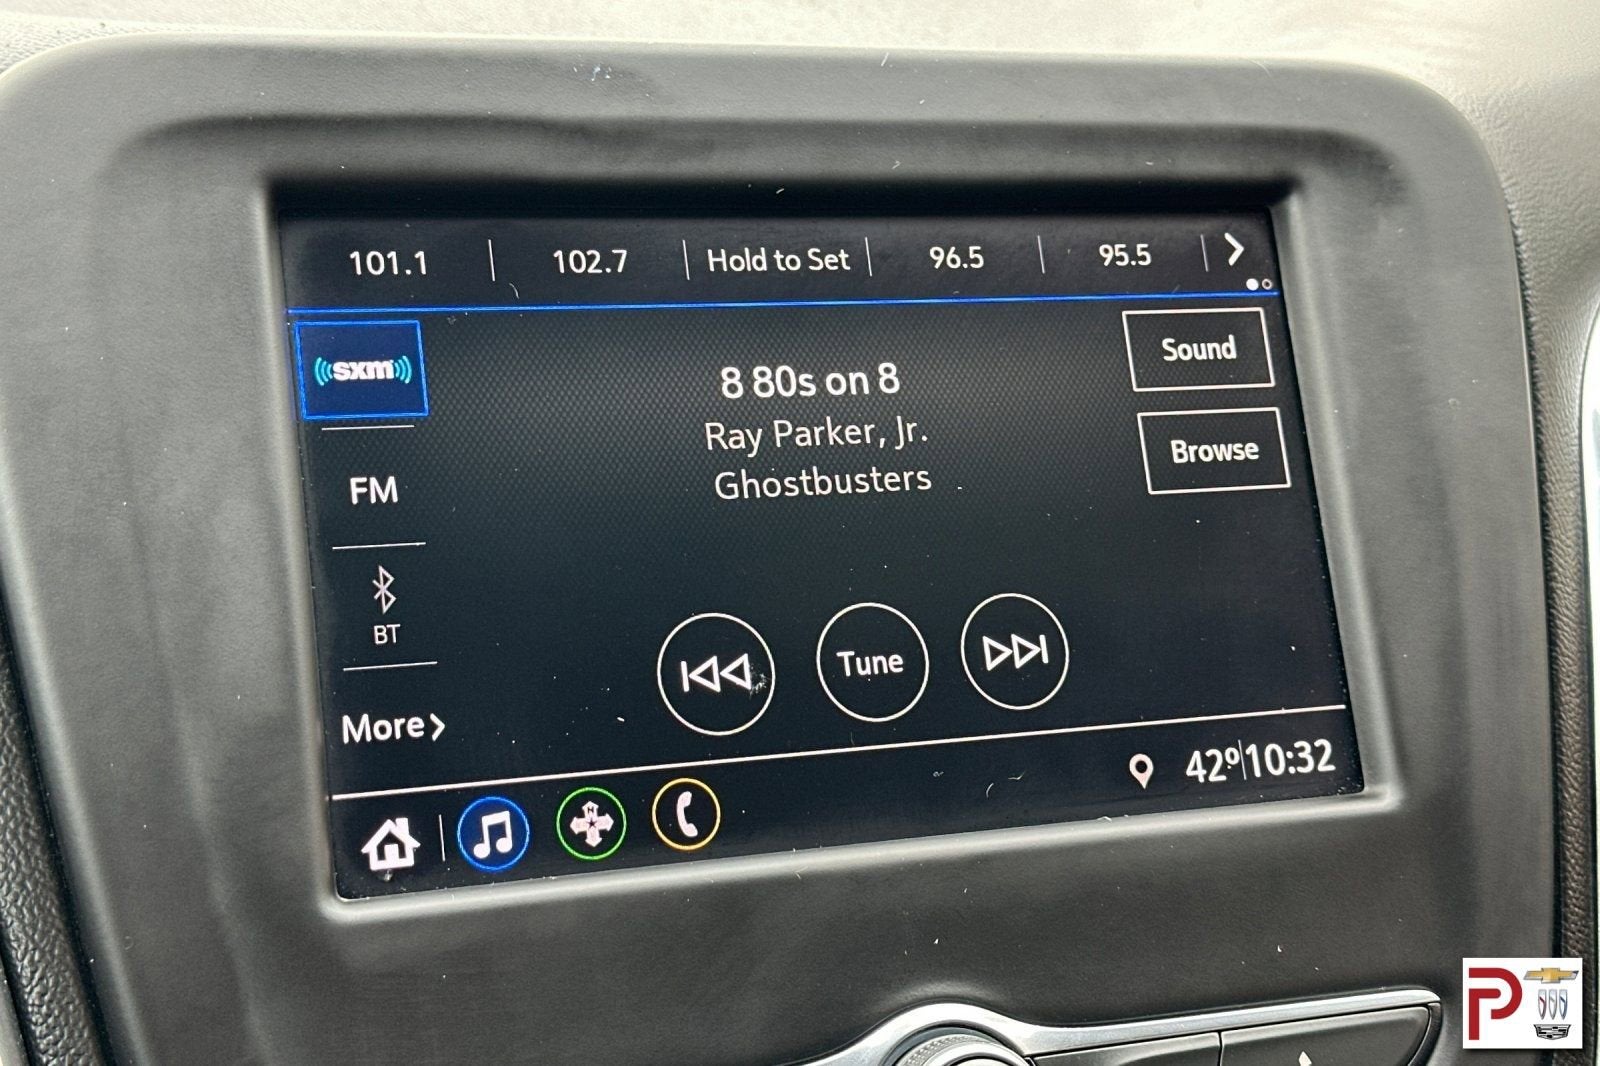 101.1 | 102.7 | Hold to Set | 96.5 | 95.5
((sxm))
8 80s on 8
Ray Parker, Jr.
Ghostbusters
Sound
Browse
FM
BT
More
Tune
42º|10:32
N
P